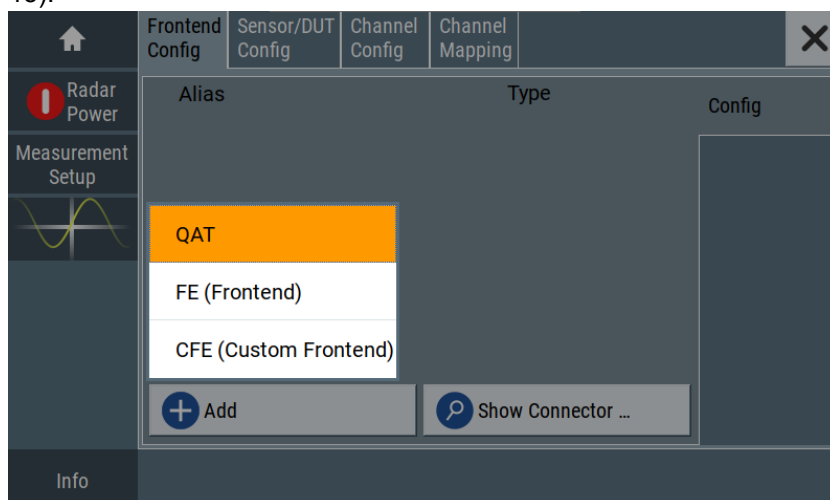 Frontend Config
Sensor/DUT Config
Channel Config
Channel Mapping
Radar Power
Alias
Type
Config
Measurement Setup
QAT
FE (Frontend)
CFE (Custom Frontend)
Add
Show Connector ...
Info